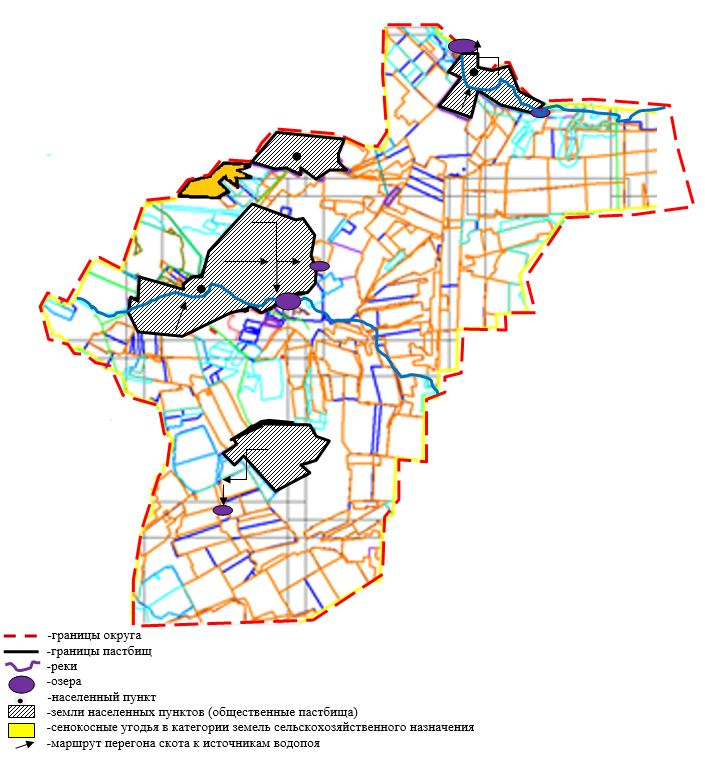 -границы округа
-границы пастбищ
-реки
-озера
-населенный пункт
-земли населенных пунктов (общественные пастбища)
-сенокосные угодья в категории земель сельскохозяйственного назначения
-маршрут перегона скота к источникам водопоя